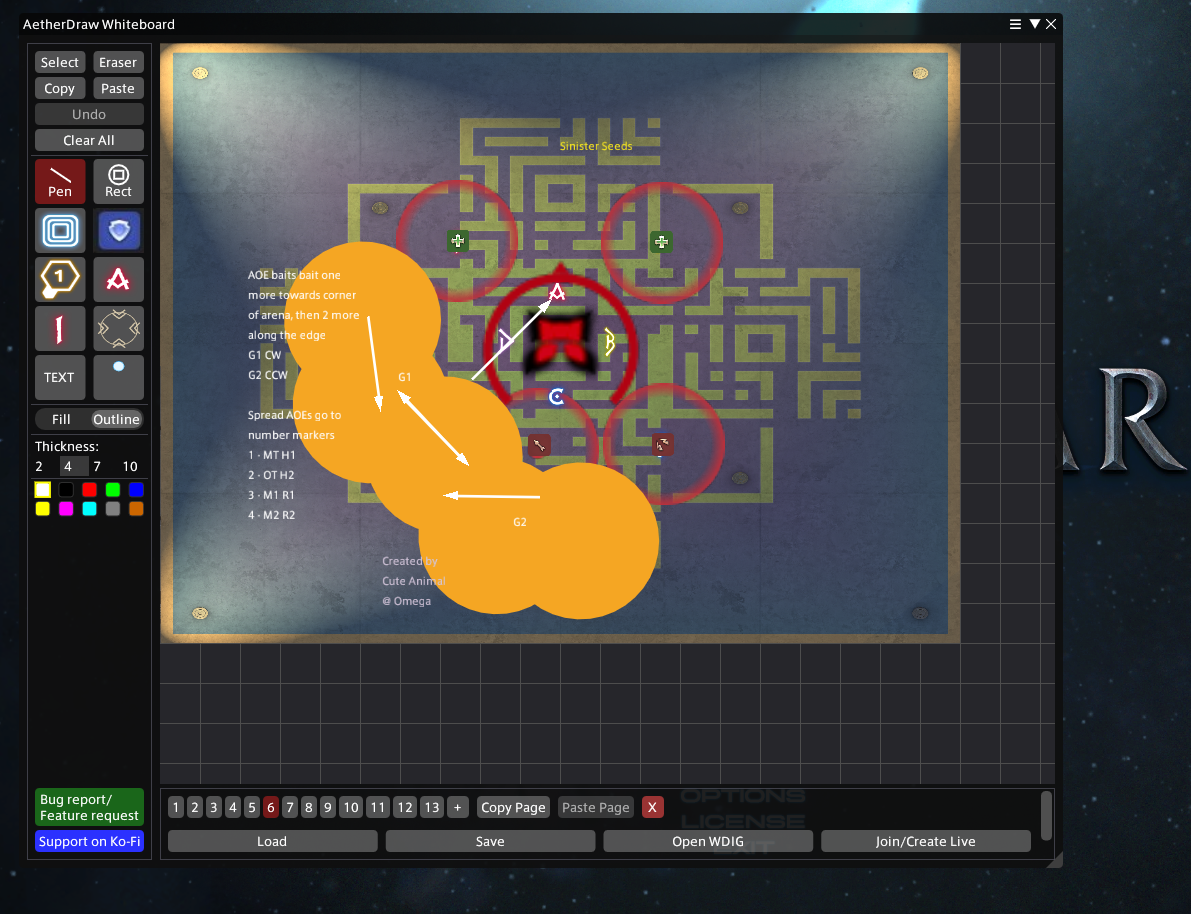 AetherDraw Whiteboard
Select
Eraser
Copy
Paste
Undo
Clear All
Pen
Rect
1
A
TEXT
Fill
Outline
Thickness:
2 4 7 10
Bug report/
Feature request
Support on Ko-Fi
Sinister Seeds
AOE baits bait one
more towards corner
of arena, then 2 more
along the edge
G1 CW
G2 CCW
Spread AOEs go to
number markers
1 - MT H1
2 - OT H2
3 - M1 R1
4 - M2 R2
G1
G2
A
B
C
D
Created by
Cute Animal
@ Omega
1 2 3 4 5 6 7 8 9 10 11 12 13 + Copy Page Paste Page X
Load
Save
Open WDIG
Join/Create Live
OPTIONS
LICENSE
EXIT
R